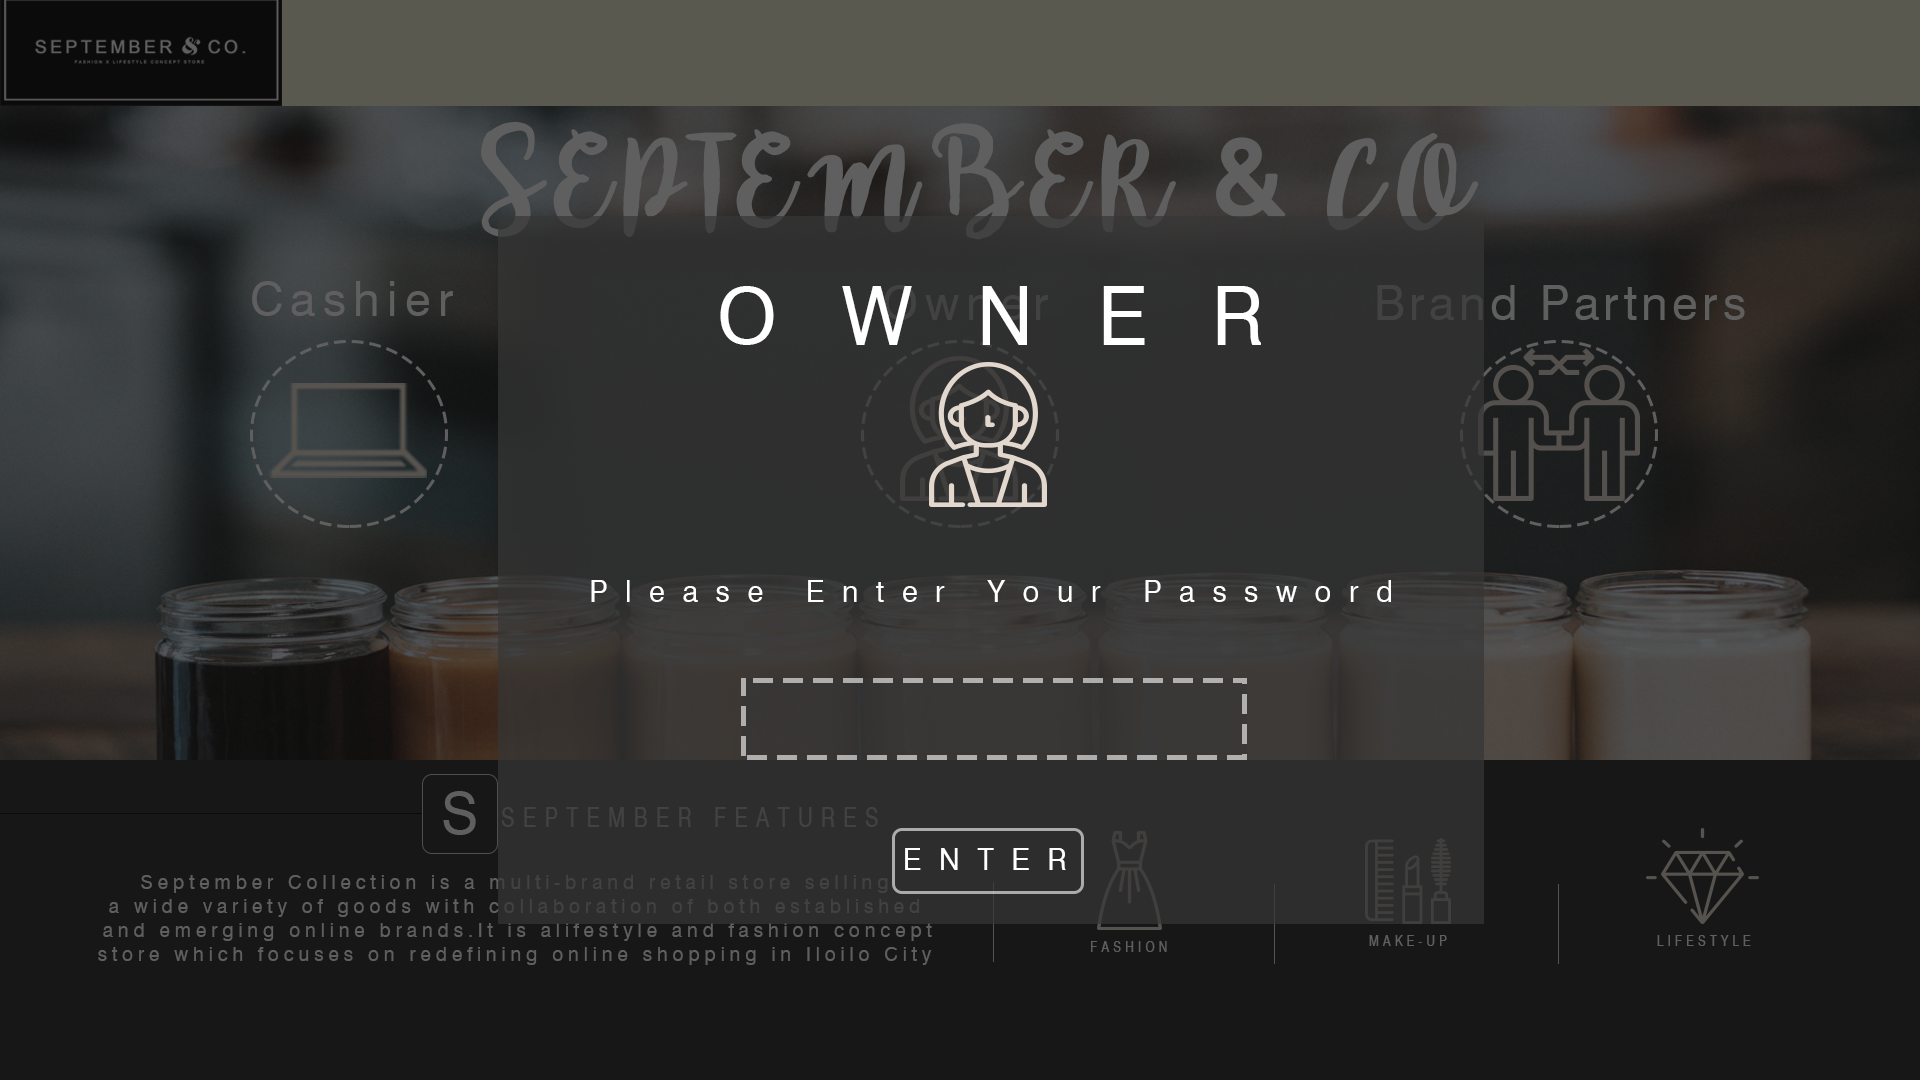 SEPTEMBER & CO.
FASHION X LIFESTYLE CONCEPT STORE
SEPTEMBER & CO
Cashier
Owner
Brand Partners
OWNER
Please Enter Your Password
S
SEPTEMBER FEATURES
ENTER
September Collection is a multi-brand retail store selling
a wide variety of goods with collaboration of both established
and emerging online brands.It is alifestyle and fashion concept
store which focuses on redefining online shopping in Iloilo City
FASHION
MAKE-UP
LIFESTYLE